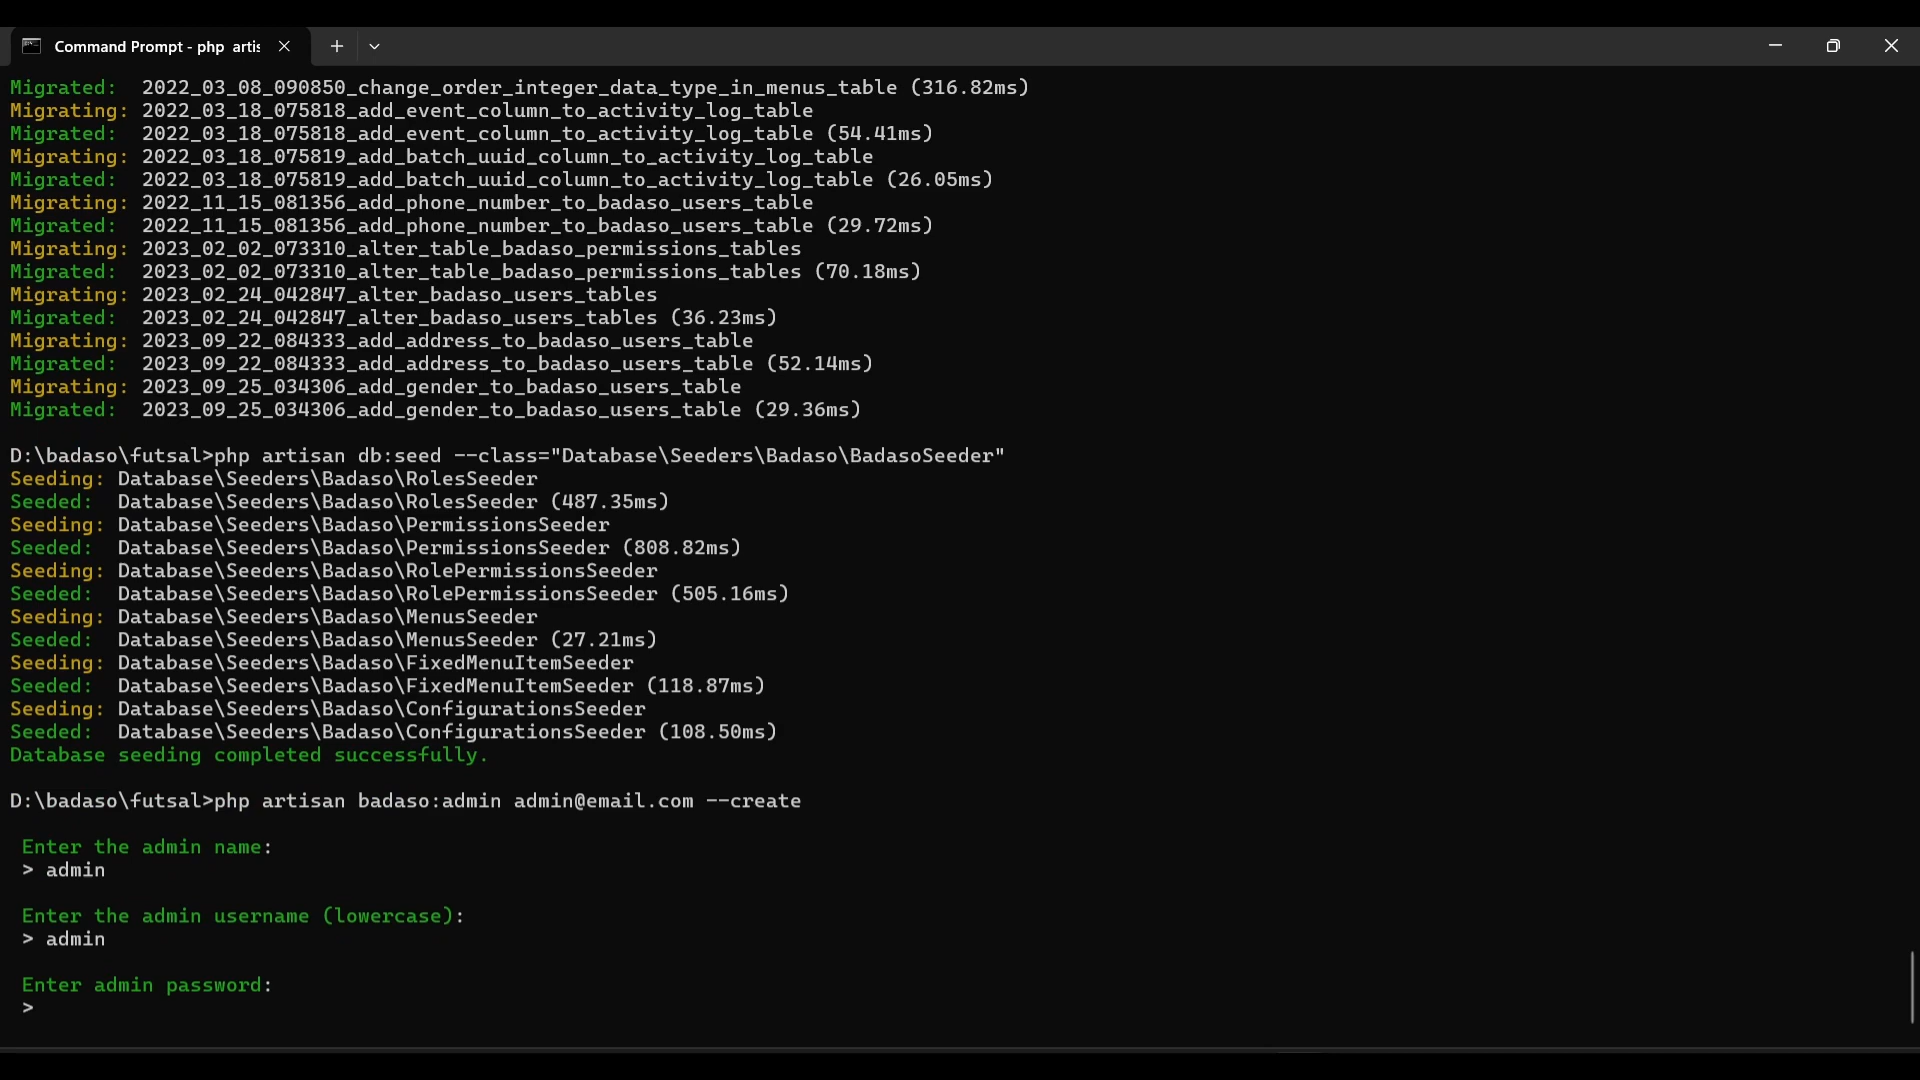 Command Prompt - php artis
Migrated:  2022_03_08_090850_change_order_integer_data_type_in_menus_table (316.82ms)
Migrating: 2022_03_18_075818_add_event_column_to_activity_log_table
Migrated:  2022_03_18_075818_add_event_column_to_activity_log_table (54.41ms)
Migrating: 2022_03_18_075819_add_batch_uuid_column_to_activity_log_table
Migrated:  2022_03_18_075819_add_batch_uuid_column_to_activity_log_table (26.05ms)
Migrating: 2022_11_15_081356_add_phone_number_to_badaso_users_table
Migrated:  2022_11_15_081356_add_phone_number_to_badaso_users_table (29.72ms)
Migrating: 2023_02_02_073310_alter_table_badaso_permissions_tables
Migrated:  2023_02_02_073310_alter_table_badaso_permissions_tables (70.18ms)
Migrating: 2023_02_24_042847_alter_badaso_users_tables
Migrated:  2023_02_24_042847_alter_badaso_users_tables (36.23ms)
Migrating: 2023_09_22_084333_add_address_to_badaso_users_table
Migrated:  2023_09_22_084333_add_address_to_badaso_users_table (52.14ms)
Migrating: 2023_09_25_034306_add_gender_to_badaso_users_table
Migrated:  2023_09_25_034306_add_gender_to_badaso_users_table (29.36ms)
D:\badaso\futsal>php artisan db:seed --class="Database\Seeders\Badaso\BadasoSeeder"
Seeding: Database\Seeders\Badaso\RolesSeeder
Seeded:  Database\Seeders\Badaso\RolesSeeder (487.35ms)
Seeding: Database\Seeders\Badaso\PermissionsSeeder
Seeded:  Database\Seeders\Badaso\PermissionsSeeder (808.82ms)
Seeding: Database\Seeders\Badaso\RolePermissionsSeeder
Seeded:  Database\Seeders\Badaso\RolePermissionsSeeder (505.16ms)
Seeding: Database\Seeders\Badaso\MenusSeeder
Seeded:  Database\Seeders\Badaso\MenusSeeder (27.21ms)
Seeding: Database\Seeders\Badaso\FixedMenuItemSeeder
Seeded:  Database\Seeders\Badaso\FixedMenuItemSeeder (118.87ms)
Seeding: Database\Seeders\Badaso\ConfigurationsSeeder
Seeded:  Database\Seeders\Badaso\ConfigurationsSeeder (108.50ms)
Database seeding completed successfully.
D:\badaso\futsal>php artisan badaso:admin admin@email.com --create
Enter the admin name:
> admin
Enter the admin username (lowercase):
> admin
Enter admin password:
>